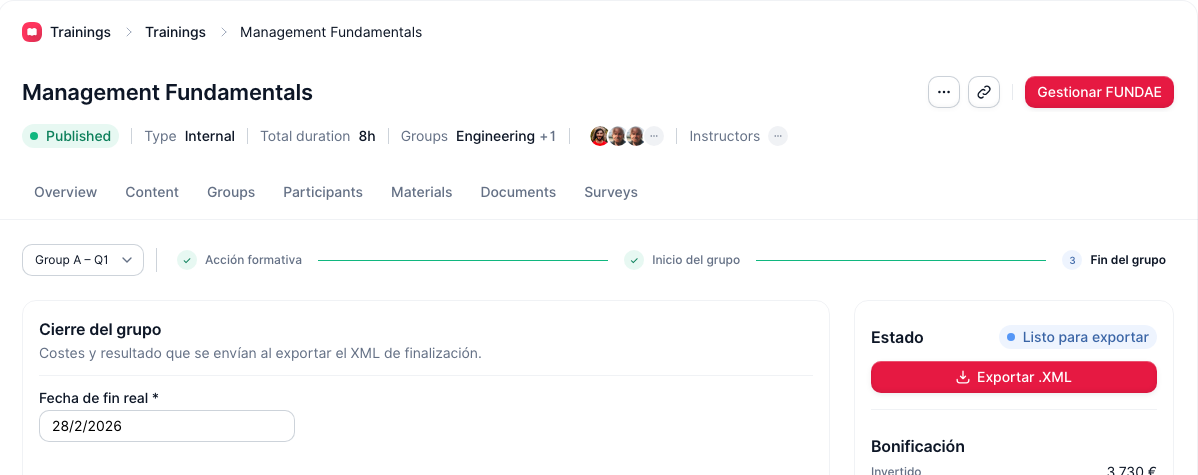 Trainings > Trainings > Management Fundamentals
Management Fundamentals
Gestionar FUNDAE
Published Type Internal Total duration 8h Groups Engineering +1 Instructors
Overview Content Groups Participants Materials Documents Surveys
Group A – Q1 Acción formativa Inicio del grupo 3 Fin del grupo
Cierre del grupo
Costes y resultado que se envían al exportar el XML de finalización.
Fecha de fin real *
28/2/2026
Estado Listo para exportar
Exportar .XML
Bonificación
Invertido 3.730 €